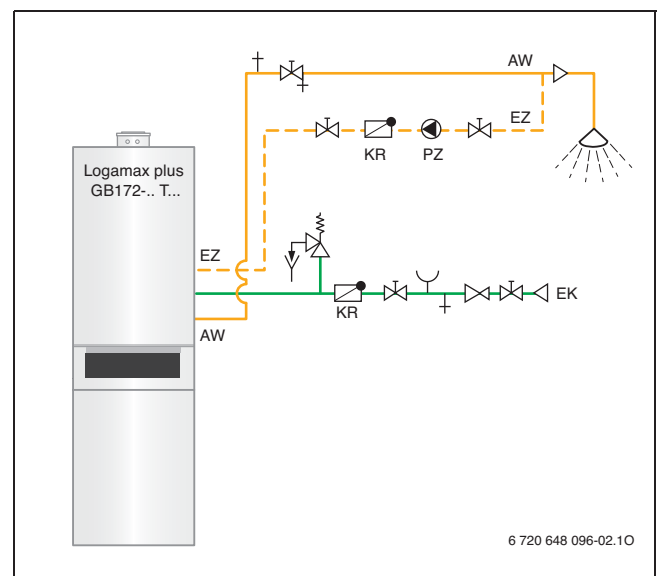 AW
EZ
KR PZ
Logamax plus
GB172-.. T...
EZ
KR
EK
AW
6 720 648 096-02.1O